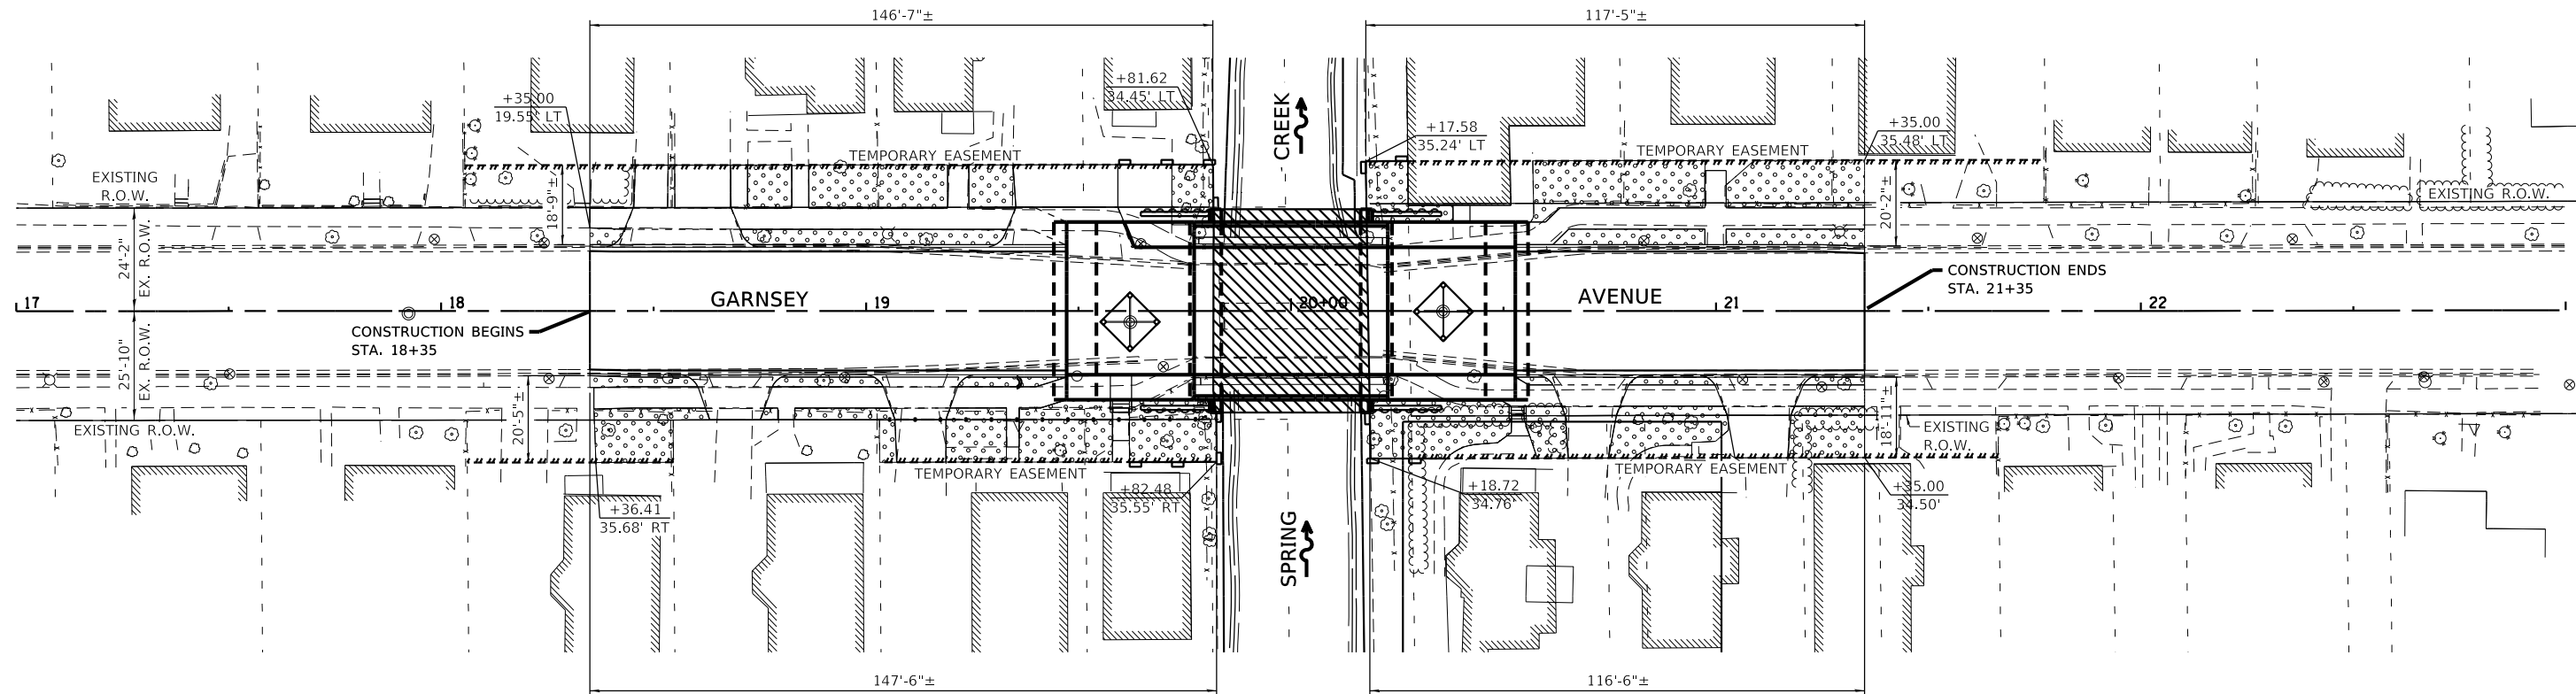 146'-7"±
117'-5"±
+35.00
19.55' LT
+81.62
34.45' LT
CREEK
+17.58
35.24' LT
+35.00
35.48' LT
TEMPORARY EASEMENT
TEMPORARY EASEMENT
EXISTING
R.O.W.
EXISTING R.O.W.
18'-9"±
20'-2"±
24'-2"
EX. R.O.W.
CONSTRUCTION ENDS
STA. 21+35
17
18
GARNSEY
19
20+00
AVENUE
21
22
CONSTRUCTION BEGINS
STA. 18+35
25'-10"
EX. R.O.W.
20'-5"±
18'-11"±
EXISTING R.O.W.
EXISTING
R.O.W.
TEMPORARY EASEMENT
TEMPORARY EASEMENT
+36.41
35.68' RT
+82.48
35.55' RT
SPRING
+18.72
34.76'
+35.00
34.50'
147'-6"±
116'-6"±